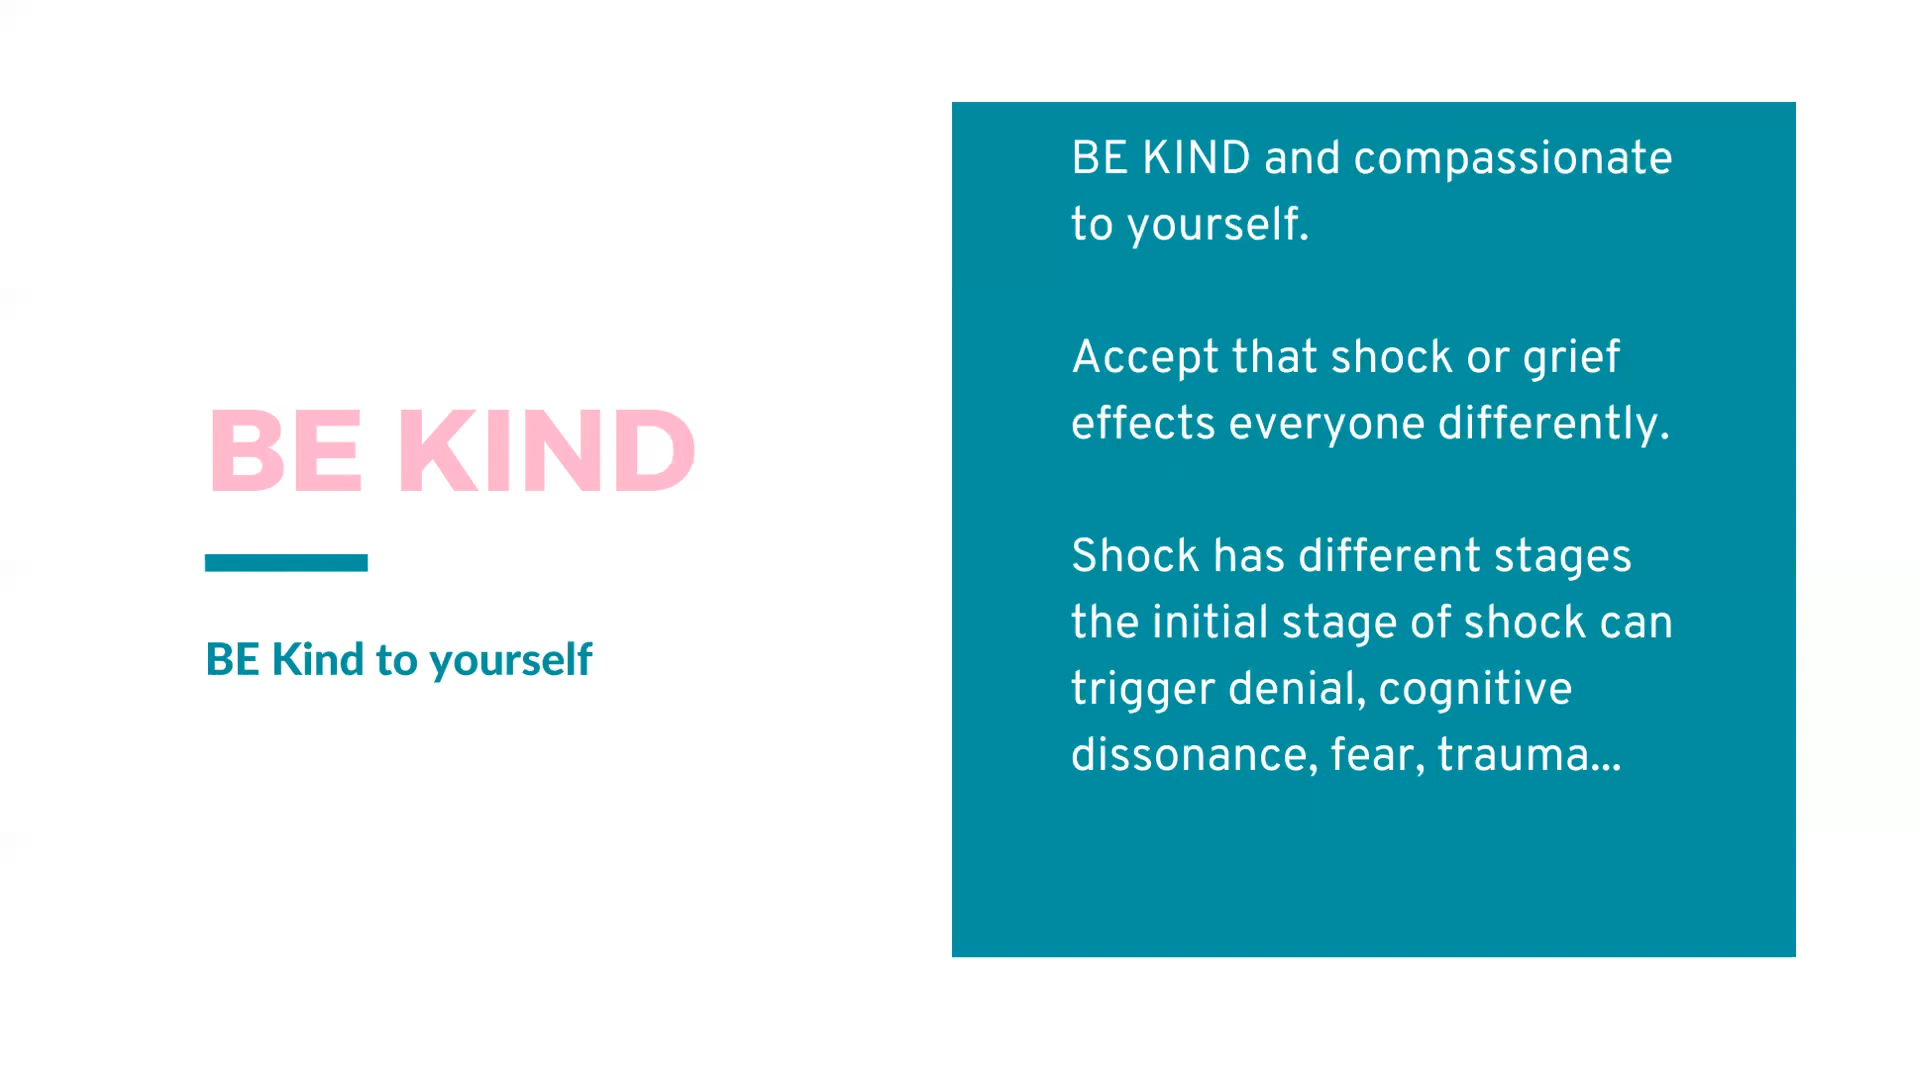 BE KIND
BE Kind to yourself
BE KIND and compassionate
to yourself.
Accept that shock or grief
effects everyone differently.
Shock has different stages
the initial stage of shock can
trigger denial, cognitive
dissonance, fear, trauma...